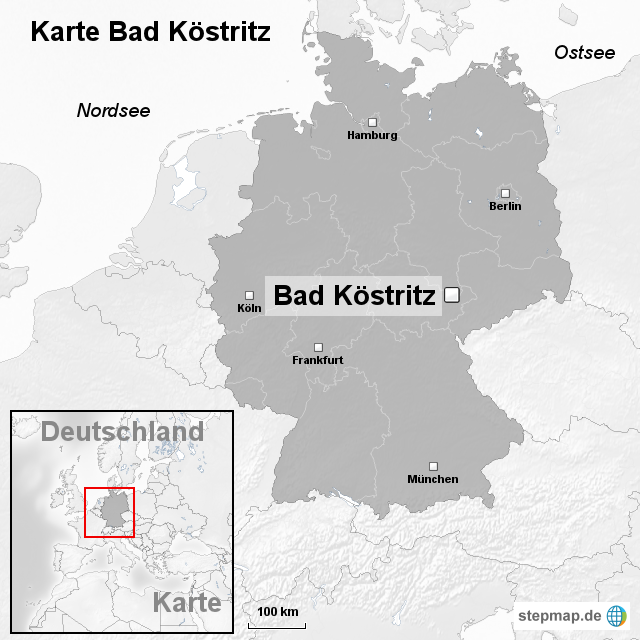 Karte Bad Köstritz
Ostsee
Nordsee
Hamburg
Berlin
Bad Köstritz
Köln
Frankfurt
Deutschland
München
Karte
100 km
stepmap.de